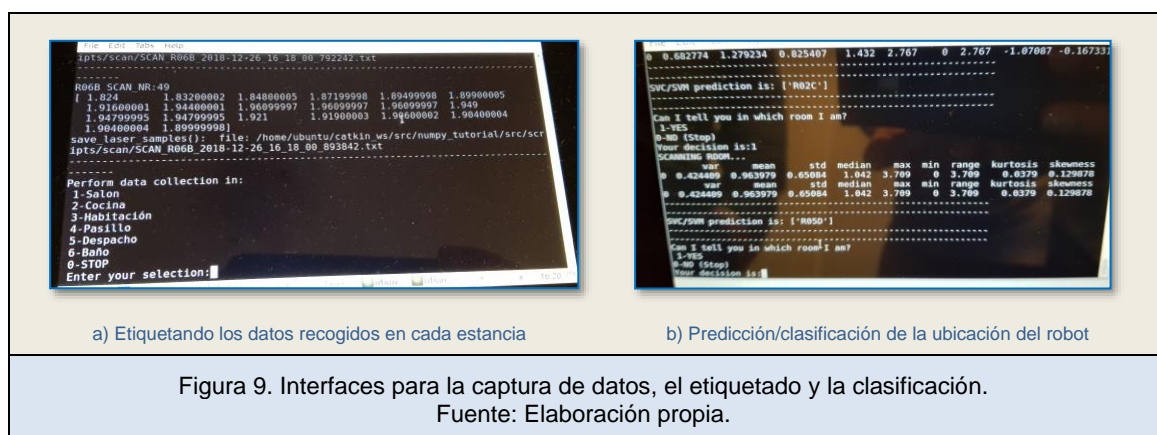 File Edit Tabs Help
ipts/scan/SCAN_R06B_2018-12-26_16_18_00_792242.txt
-------
R06B SCAN_NR:49
[ 1.824 1.83200002 1.84800005 1.87199998 1.89499998 1.89900005
1.91600001 1.94400001 1.96099997 1.96099997 1.96099997 1.949
1.94799995 1.94799995 1.921 1.91900003 1.90600002 1.90400004
1.90400004 1.89999998]
save_laser_samples(): file: /home/ubuntu/catkin_ws/src/numpy_tutorial/src/scr
ipts/scan/SCAN_R06B_2018-12-26_16_18_00_893842.txt
-------
Perform data collection in:
1-Salon
2-Cocina
3-Habitación
4-Pasillo
5-Despacho
6-Baño
0-STOP
Enter your selection:
16:20
0 0.682774 1.279234 0.825407 1.432 2.767 0 2.767 -1.07087 -0.167331
SVC/SVM prediction is: ['R02C']
Can I tell you in which room I am?
1-YES
0-NO (Stop)
Your decision is:1
SCANNING ROOM...
var mean std median max min range kurtosis skewness
0 0.424409 0.963979 0.65084 1.042 3.709 0 3.709 0.0379 0.129878
var mean std median max min range kurtosis skewness
0 0.424409 0.963979 0.65084 1.042 3.709 0 3.709 0.0379 0.129878
SVC/SVM prediction is: ['R05D']
Can I tell you in which room I am?
1-YES
0-NO (Stop)
Your decision is:
a) Etiquetando los datos recogidos en cada estancia
b) Predicción/clasificación de la ubicación del robot
Figura 9. Interfaces para la captura de datos, el etiquetado y la clasificación.
Fuente: Elaboración propia.